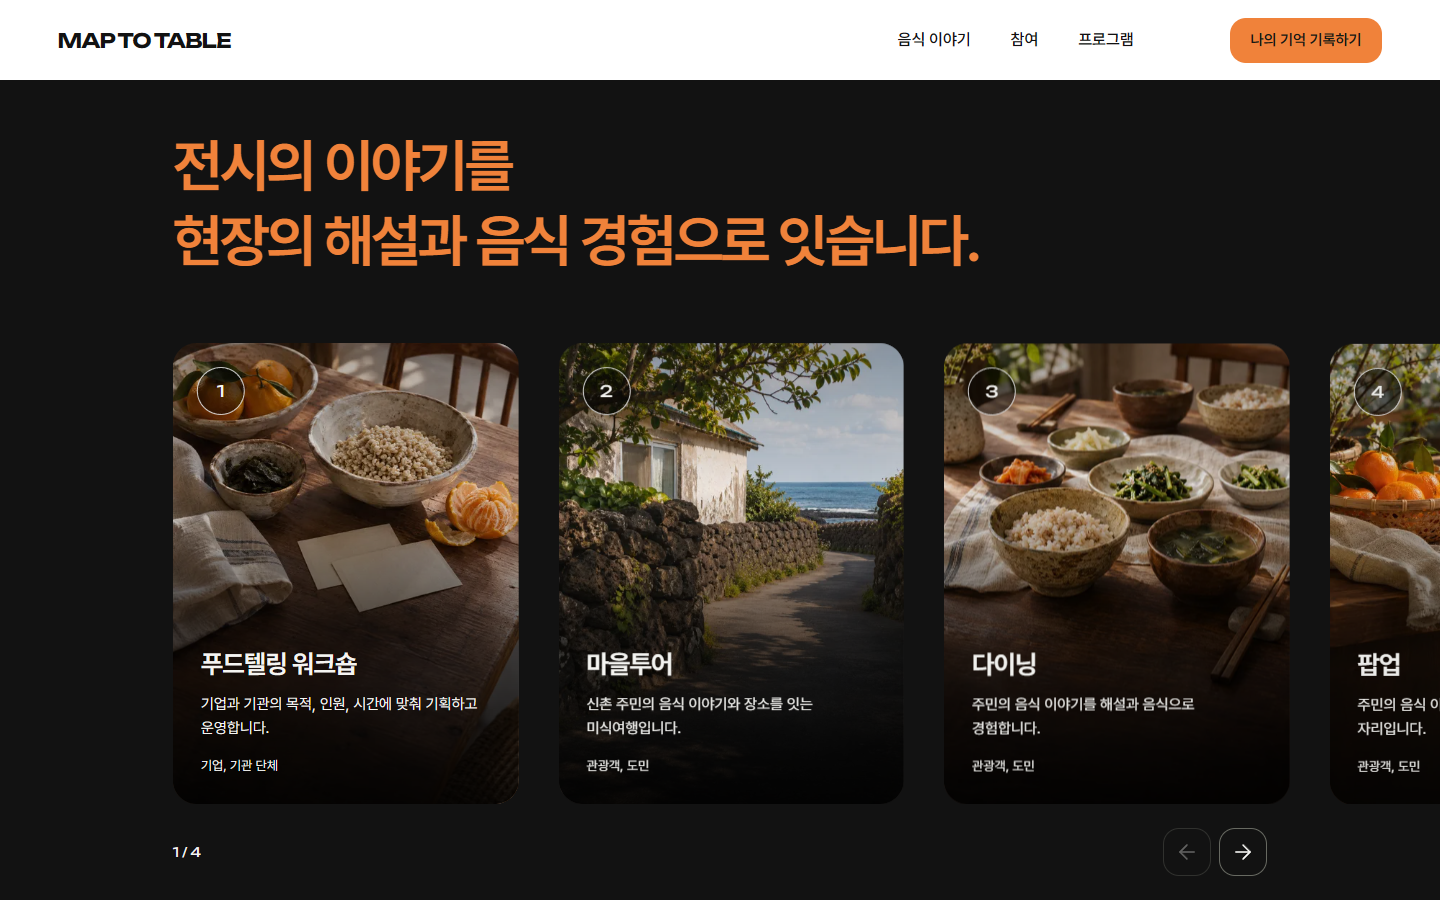 MAP TO TABLE
음식 이야기
참여
프로그램
나의 기억 기록하기
전시의 이야기를
현장의 해설과 음식 경험으로 잇습니다.
1
푸드텔링 워크숍
기업과 기관의 목적, 인원, 시간에 맞춰 기획하고
운영합니다.
기업, 기관 단체
2
마을투어
신촌 주민의 음식 이야기와 장소를 잇는
미식여행입니다.
관광객, 도민
3
다이닝
주민의 음식 이야기를 해설과 음식으로
경험합니다.
관광객, 도민
4
팝업
주민의 음식 이
자리입니다.
관광객, 도민
1 / 4